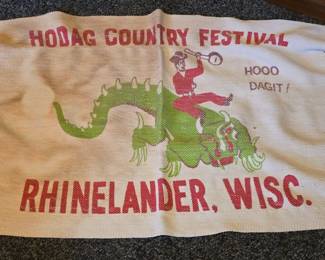 HODAG COUNTRY FESTIVAL
HOOO
DAGIT!
RHINELANDER, WISC.